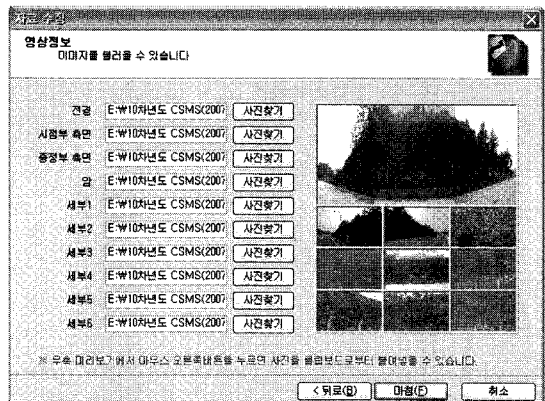 자료 수정
영상정보
이미지를 불러올 수 있습니다
전경 E:₩10차년도 CSMS(2007 사진찾기
시점부 측면 E:₩10차년도 CSMS(2007 사진찾기
종점부 측면 E:₩10차년도 CSMS(2007 사진찾기
암 E:₩10차년도 CSMS(2007 사진찾기
세부1 E:₩10차년도 CSMS(2007 사진찾기
세부2 E:₩10차년도 CSMS(2007 사진찾기
세부3 E:₩10차년도 CSMS(2007 사진찾기
세부4 E:₩10차년도 CSMS(2007 사진찾기
세부5 E:₩10차년도 CSMS(2007 사진찾기
세부6 E:₩10차년도 CSMS(2007 사진찾기
※ 우측 미리보기에서 마우스 오른쪽버튼을 누르면 사진을 클립보드로부터 붙여넣을 수 있습니다.
< 뒤로(B) 마침(F) 취소